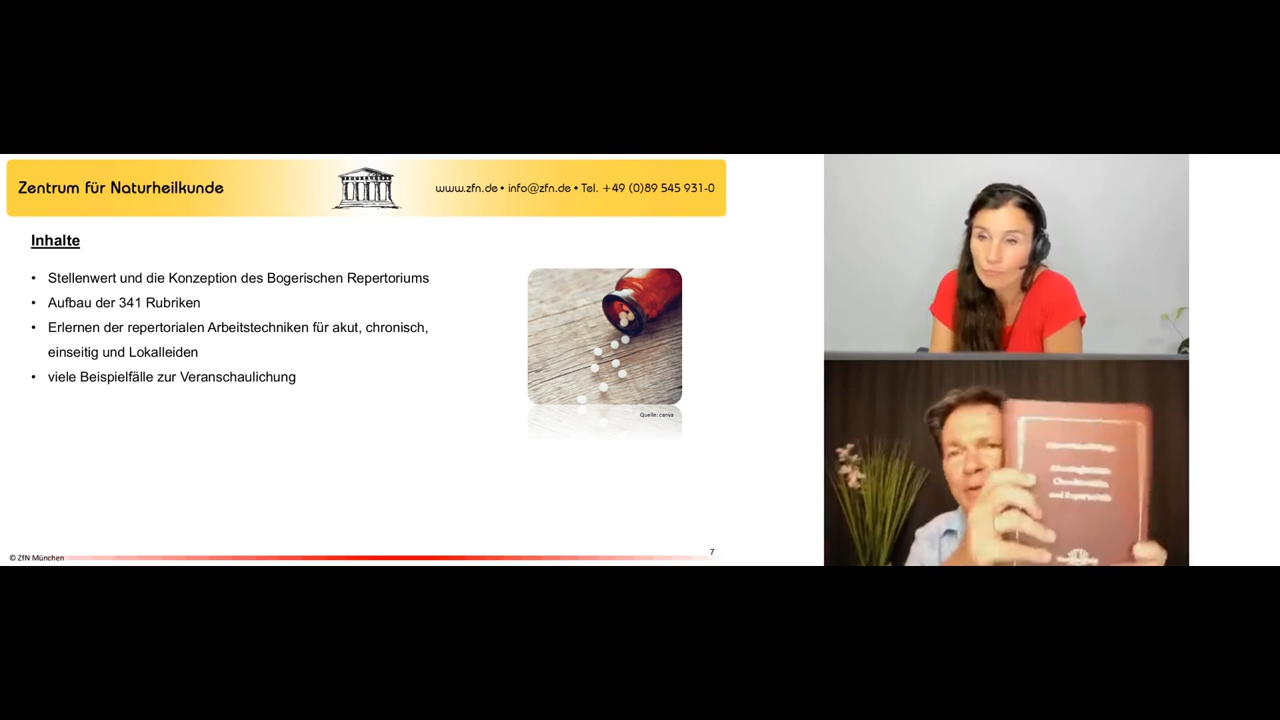 Zentrum für Naturheilkunde
www.zfn.de • info@zfn.de • Tel. +49 (0)89 545 931-0
Inhalte
• Stellenwert und die Konzeption des Bogerischen Repertoriums
• Aufbau der 341 Rubriken
• Erlernen der repertorialen Arbeitstechniken für akut, chronisch,
einseitig und Lokalleiden
• viele Beispielfälle zur Veranschaulichung
Quelle: canva
© ZfN München
7